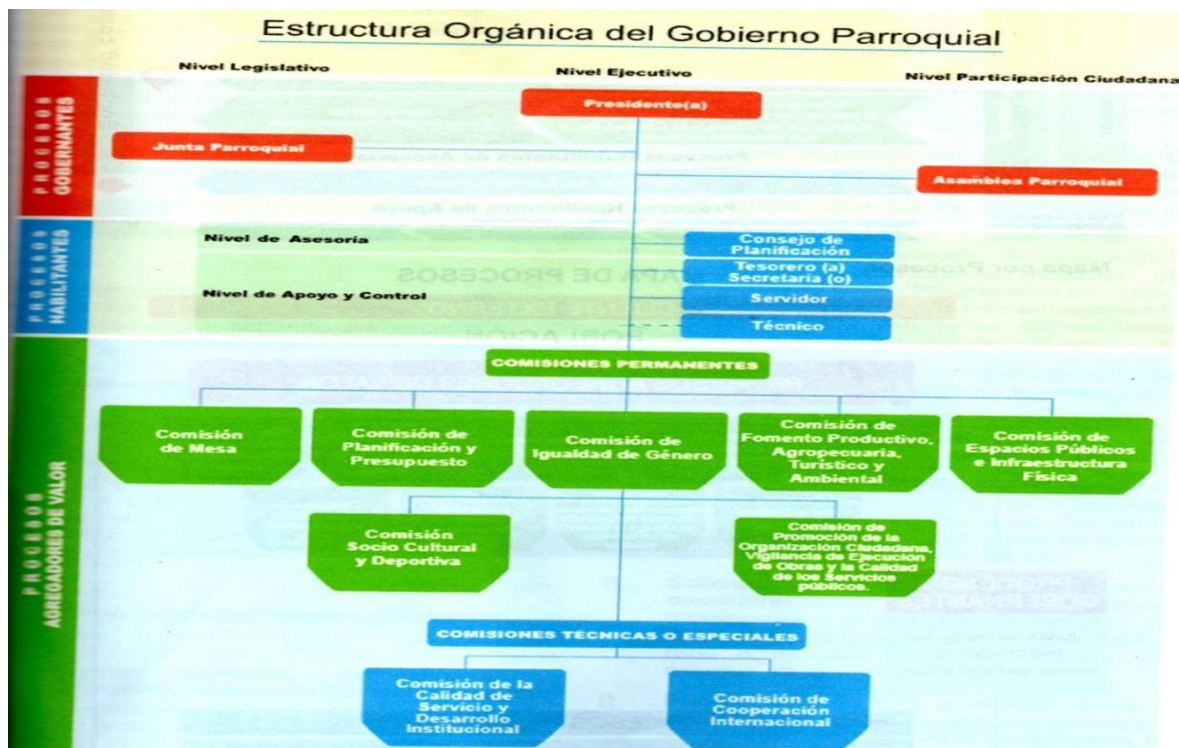 Estructura Orgánica del Gobierno Parroquial
Nivel Legislativo
Nivel Ejecutivo
Nivel Participación Ciudadana
PROCESOS
GOBERNANTES
Presidente(a)
Junta Parroquial
Asamblea Parroquial
PROCESOS
HABILITANTES
Nivel de Asesoría
Consejo de
Planificación
Nivel de Apoyo y Control
Tesorero (a)
Secretaria (o)
Servidor
Técnico
PROCESOS
AGREGADORES DE VALOR
COMISIONES PERMANENTES
Comisión
de Mesa
Comisión de
Planificación y
Presupuesto
Comisión de
Igualdad de Género
Comisión de
Fomento Productivo,
Agropecuaria,
Turístico y
Ambiental
Comisión de
Espacios Públicos
e Infraestructura
Física
Comisión
Socio Cultural
y Deportiva
Comisión de
Promoción de la
Organización Ciudadana,
Vigilancia de Ejecución
de Obras y la Calidad
de los Servicios
públicos.
COMISIONES TÉCNICAS O ESPECIALES
Comisión de la
Calidad de
Servicio y
Desarrollo
Institucional
Comisión de
Cooperación
Internacional
Procesos Habilitantes de Apoyo
Mapa por Procesos
MAPA DE PROCESOS